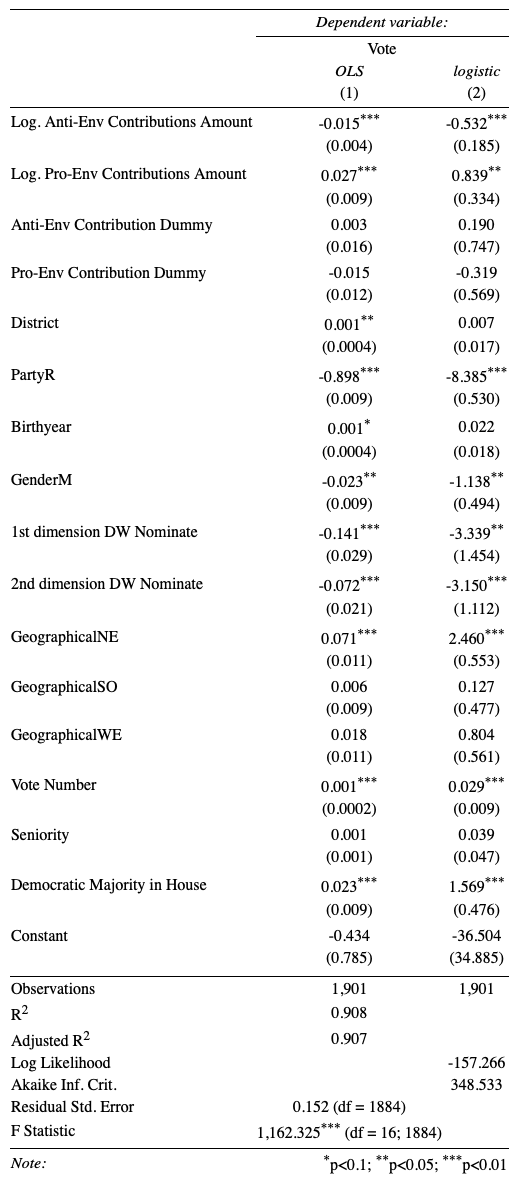 Dependent variable:
Vote
OLS logistic
(1) (2)
Log. Anti-Env Contributions Amount -0.015*** -0.532***
(0.004) (0.185)
Log. Pro-Env Contributions Amount 0.027*** 0.839**
(0.009) (0.334)
Anti-Env Contribution Dummy 0.003 0.190
(0.016) (0.747)
Pro-Env Contribution Dummy -0.015 -0.319
(0.012) (0.569)
District 0.001** 0.007
(0.0004) (0.017)
PartyR -0.898*** -8.385***
(0.009) (0.530)
Birthyear 0.001* 0.022
(0.0004) (0.018)
GenderM -0.023** -1.138**
(0.009) (0.494)
1st dimension DW Nominate -0.141*** -3.339**
(0.029) (1.454)
2nd dimension DW Nominate -0.072*** -3.150***
(0.021) (1.112)
GeographicalNE 0.071*** 2.460***
(0.011) (0.553)
GeographicalSO 0.006 0.127
(0.009) (0.477)
GeographicalWE 0.018 0.804
(0.011) (0.561)
Vote Number 0.001*** 0.029***
(0.0002) (0.009)
Seniority 0.001 0.039
(0.001) (0.047)
Democratic Majority in House 0.023*** 1.569***
(0.009) (0.476)
Constant -0.434 -36.504
(0.785) (34.885)
Observations 1,901 1,901
R2 0.908
Adjusted R2 0.907
Log Likelihood -157.266
Akaike Inf. Crit. 348.533
Residual Std. Error 0.152 (df = 1884)
F Statistic 1,162.325*** (df = 16; 1884)
Note: *p<0.1; **p<0.05; ***p<0.01